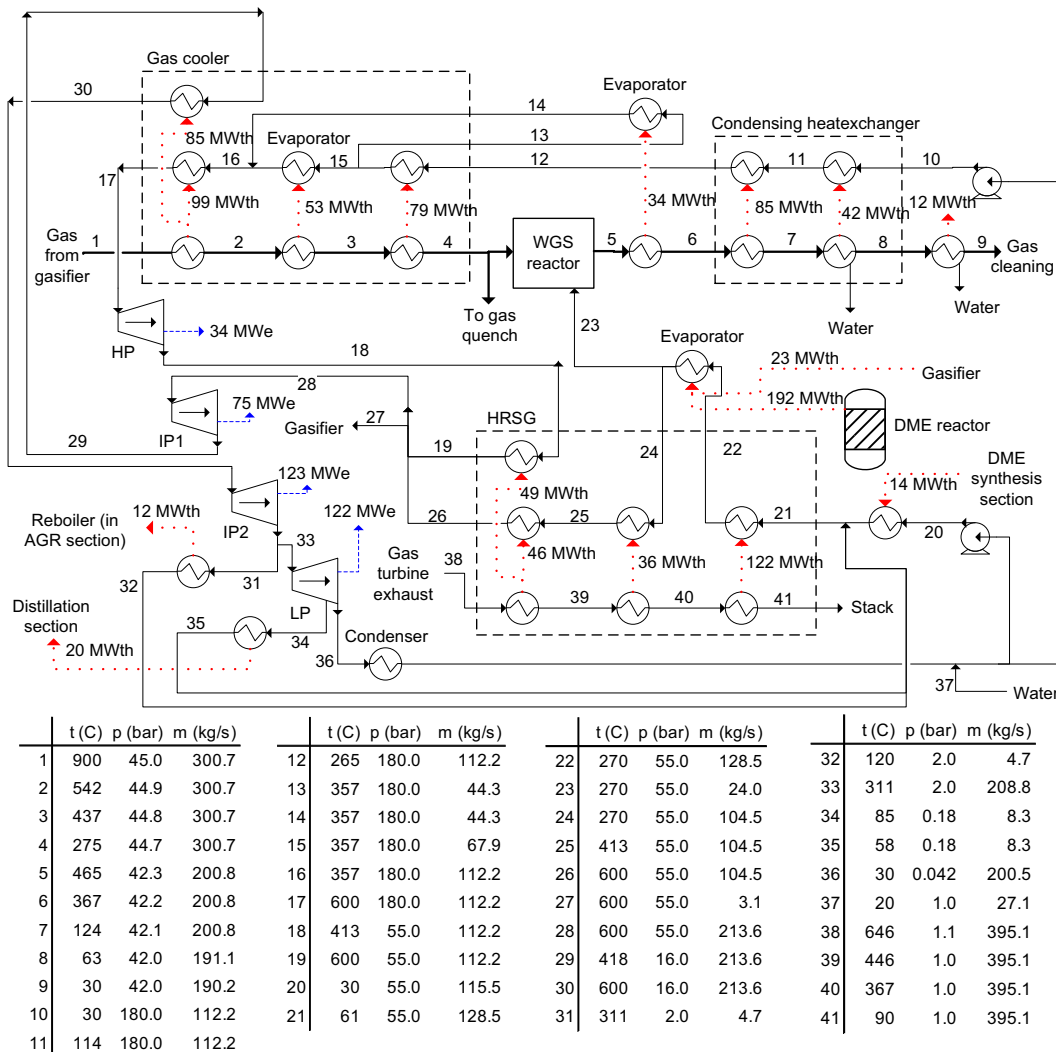 Gas cooler
30
14
Evaporator
85 MWth
Evaporator
13
Condensing heatexchanger
17
16
15
12
11
10
99 MWth
53 MWth
79 MWth
34 MWth
85 MWth
42 MWth
12 MWth
Gas
from
gasifier
1
2
3
4
WGS
reactor
5
6
7
8
9
Gas
cleaning
To gas
quench
Water
Water
23
34 MWe
HP
18
Evaporator
23 MWth
Gasifier
28
192 MWth
75 MWe
DME reactor
29
IP1
Gasifier
27
19
HRSG
24
22
DME
synthesis
section
123 MWe
49 MWth
14 MWth
Reboiler (in
AGR section)
12 MWth
IP2
122 MWe
26
25
21
20
33
46 MWth
36 MWth
122 MWth
32
31
Gas
turbine
exhaust
38
39
40
41
Stack
Distillation
section
LP
35
34
Condenser
20 MWth
36
37
Water
t (C) p (bar) m (kg/s)
1 900 45.0 300.7
2 542 44.9 300.7
3 437 44.8 300.7
4 275 44.7 300.7
5 465 42.3 200.8
6 367 42.2 200.8
7 124 42.1 200.8
8 63 42.0 191.1
9 30 42.0 190.2
10 30 180.0 112.2
11 114 180.0 112.2
t (C) p (bar) m (kg/s)
12 265 180.0 112.2
13 357 180.0 44.3
14 357 180.0 44.3
15 357 180.0 67.9
16 357 180.0 112.2
17 600 180.0 112.2
18 413 55.0 112.2
19 600 55.0 112.2
20 30 55.0 115.5
21 61 55.0 128.5
t (C) p (bar) m (kg/s)
22 270 55.0 128.5
23 270 55.0 24.0
24 270 55.0 104.5
25 413 55.0 104.5
26 600 55.0 104.5
27 600 55.0 3.1
28 600 55.0 213.6
29 418 16.0 213.6
30 600 16.0 213.6
31 311 2.0 4.7
t (C) p (bar) m (kg/s)
32 120 2.0 4.7
33 311 2.0 208.8
34 85 0.18 8.3
35 58 0.18 8.3
36 30 0.042 200.5
37 20 1.0 27.1
38 646 1.1 395.1
39 446 1.0 395.1
40 367 1.0 395.1
41 90 1.0 395.1